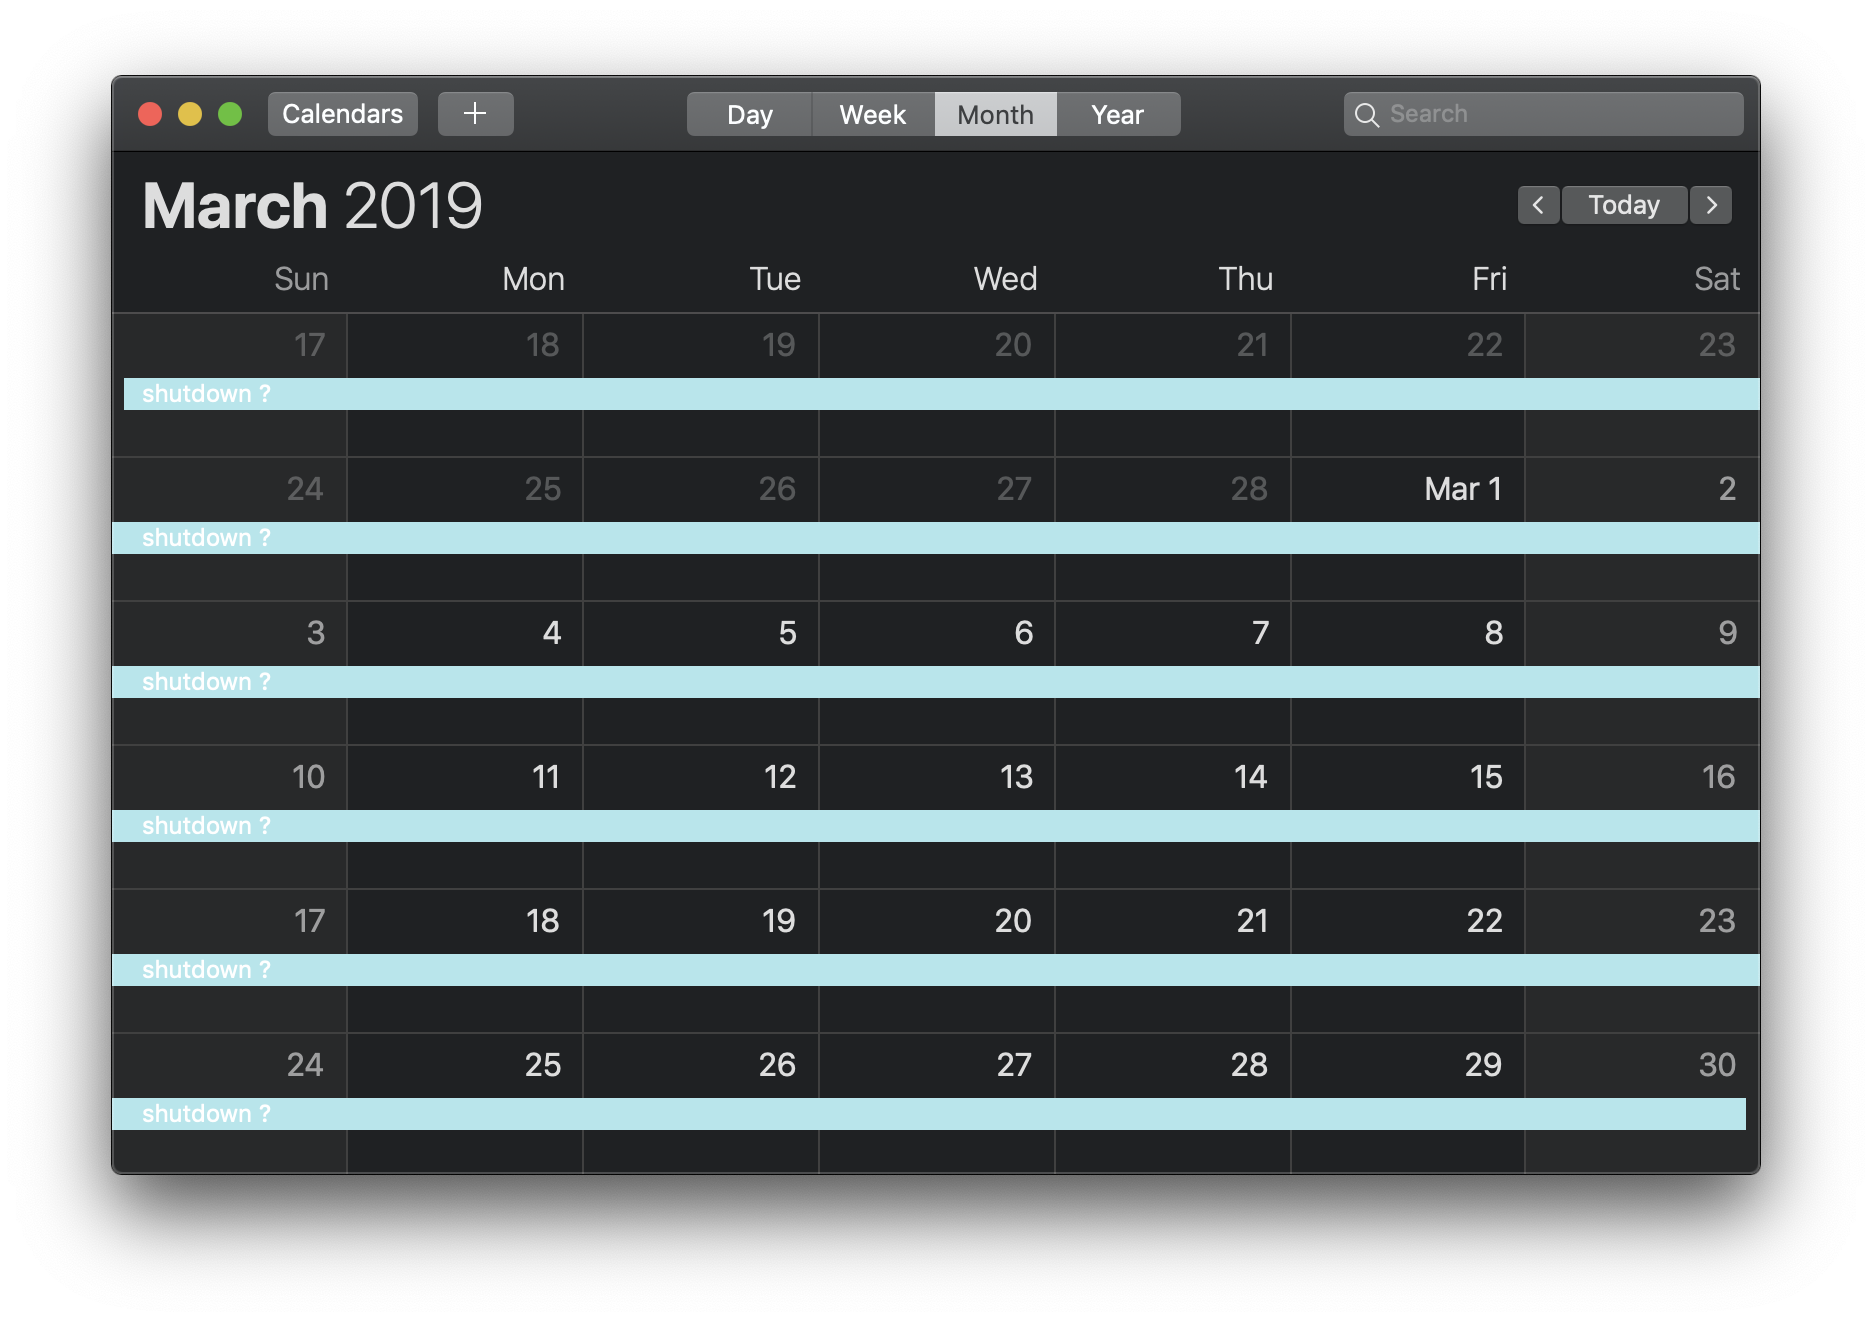 Calendars + Day Week Month Year Search
March 2019
< Today >
Sun Mon Tue Wed Thu Fri Sat
17 18 19 20 21 22 23
shutdown ?
24 25 26 27 28 Mar 1 2
shutdown ?
3 4 5 6 7 8 9
shutdown ?
10 11 12 13 14 15 16
shutdown ?
17 18 19 20 21 22 23
shutdown ?
24 25 26 27 28 29 30
shutdown ?